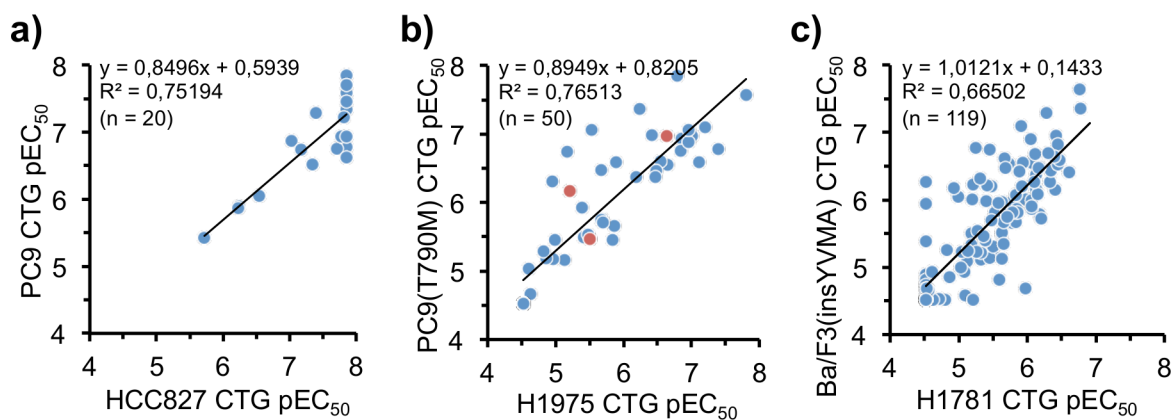 a)
y = 0,8496x + 0,5939
R² = 0,75194
(n = 20)
PC9 CTG pEC50
8
7
6
5
4
4 5 6 7 8
HCC827 CTG pEC50
b)
y = 0,8949x + 0,8205
R² = 0,76513
(n = 50)
PC9(T790M) CTG pEC50
8
7
6
5
4
4 5 6 7 8
H1975 CTG pEC50
c)
y = 1,0121x + 0,1433
R² = 0,66502
(n = 119)
Ba/F3(insYVMA) CTG pEC50
8
7
6
5
4
4 5 6 7 8
H1781 CTG pEC50